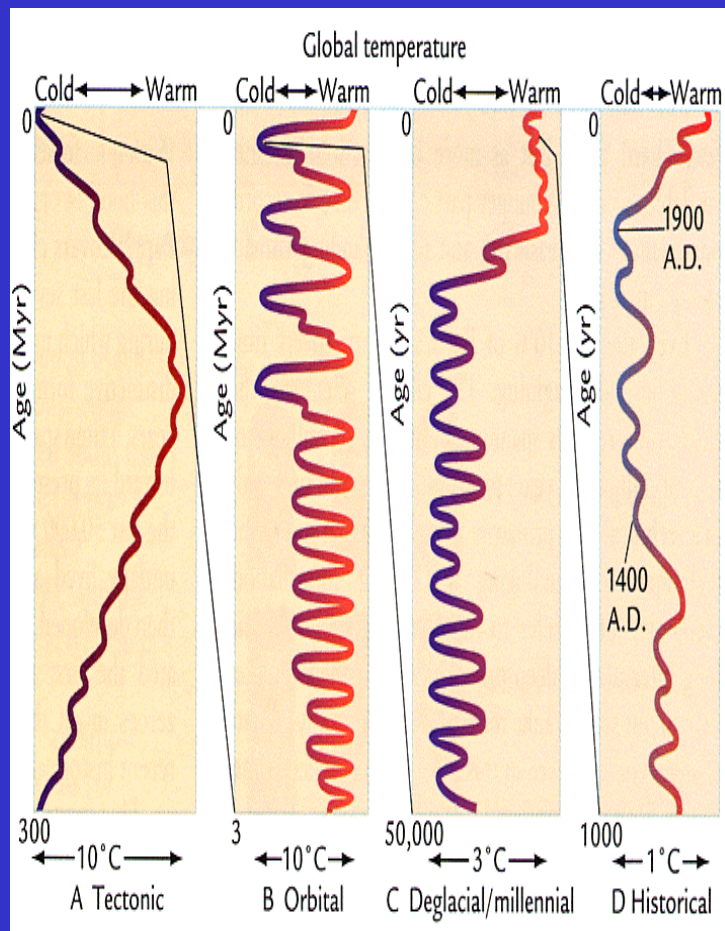 Global temperature
Cold Warm
Cold Warm
Cold Warm
Cold Warm
0
0
0
0
Age (Myr)
Age (Myr)
Age (yr)
Age (yr)
1900
A.D.
1400
A.D.
300
3
50,000
1000
10°C
10°C
3°C
1°C
A Tectonic
B Orbital
C Deglacial/millennial
D Historical